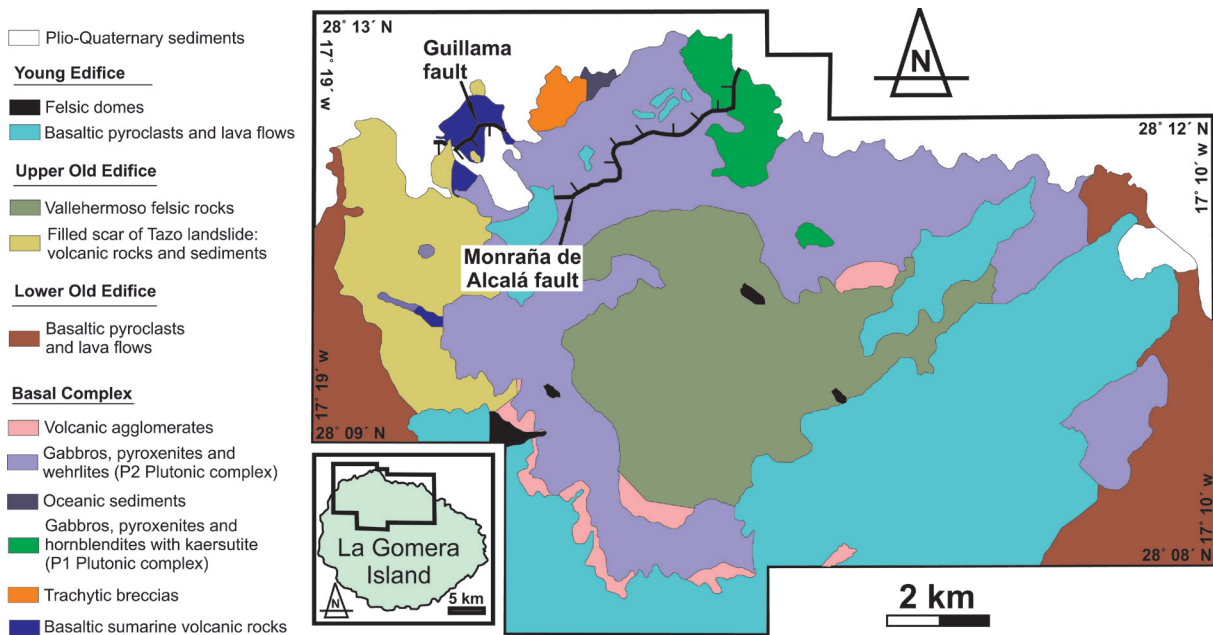 Plio-Quaternary sediments
Young Edifice
Felsic domes
Basaltic pyroclasts and lava flows
Upper Old Edifice
Vallehermoso felsic rocks
Filled scar of Tazo landslide:
volcanic rocks and sediments
Lower Old Edifice
Basaltic pyroclasts
and lava flows
Basal Complex
Volcanic agglomerates
Gabbros, pyroxenites and
wehrlites (P2 Plutonic complex)
Oceanic sediments
Gabbros, pyroxenites and
hornblendites with kaersutite
(P1 Plutonic complex)
Trachytic breccias
Basaltic sumarine volcanic rocks
28° 13´ N
17° 19´ w
Guillama
fault
N
28° 12´ N
17° 10´ w
Monraña de
Alcalá fault
17° 19´ w
28° 09´ N
17° 10´ w
28° 08´ N
La Gomera
Island
N
5 km
2 km